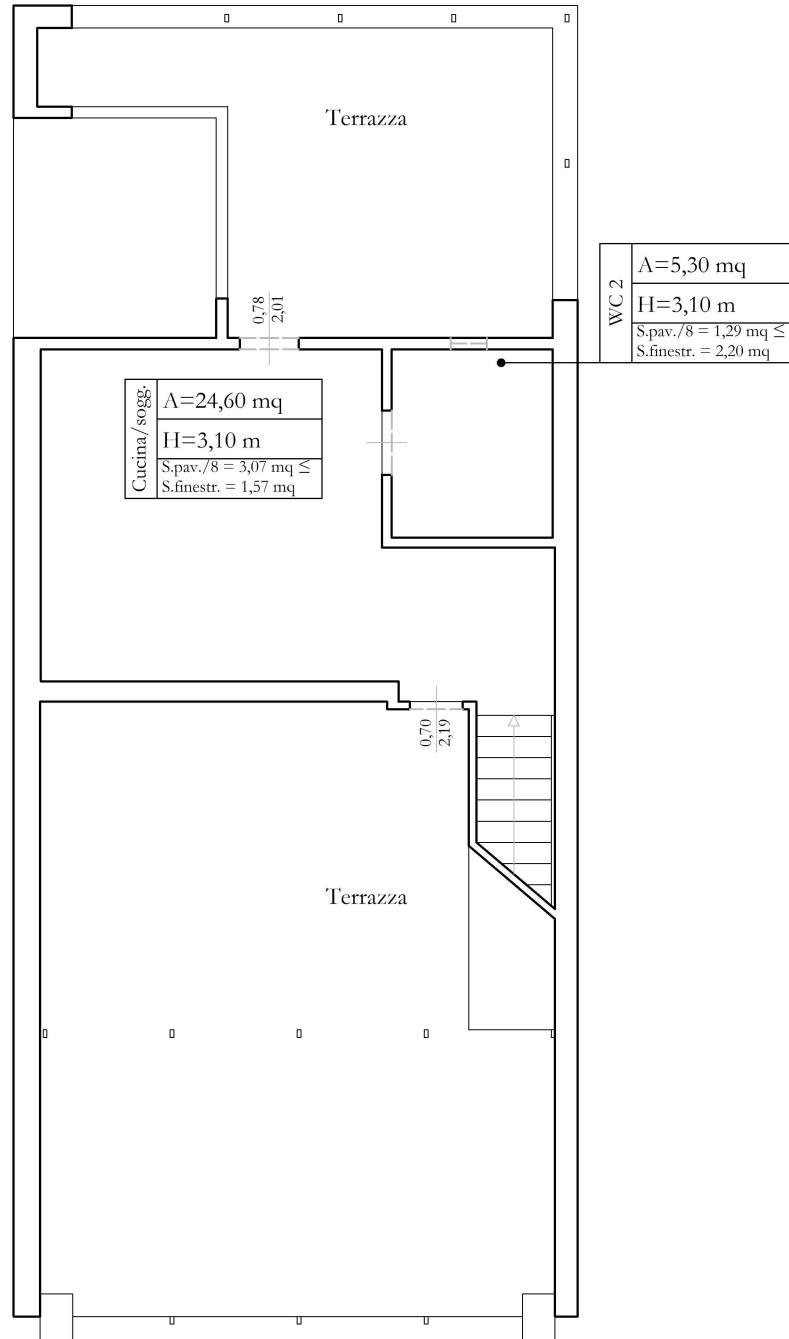 Terrazza
WC 2
A=5,30 mq
H=3,10 m
S.pav./8 = 1,29 mq ≤
S.finestr. = 2,20 mq
0,78
2,01
Cucina/sogg.
A=24,60 mq
H=3,10 m
S.pav./8 = 3,07 mq ≤
S.finestr. = 1,57 mq
0,70
2,19
Terrazza